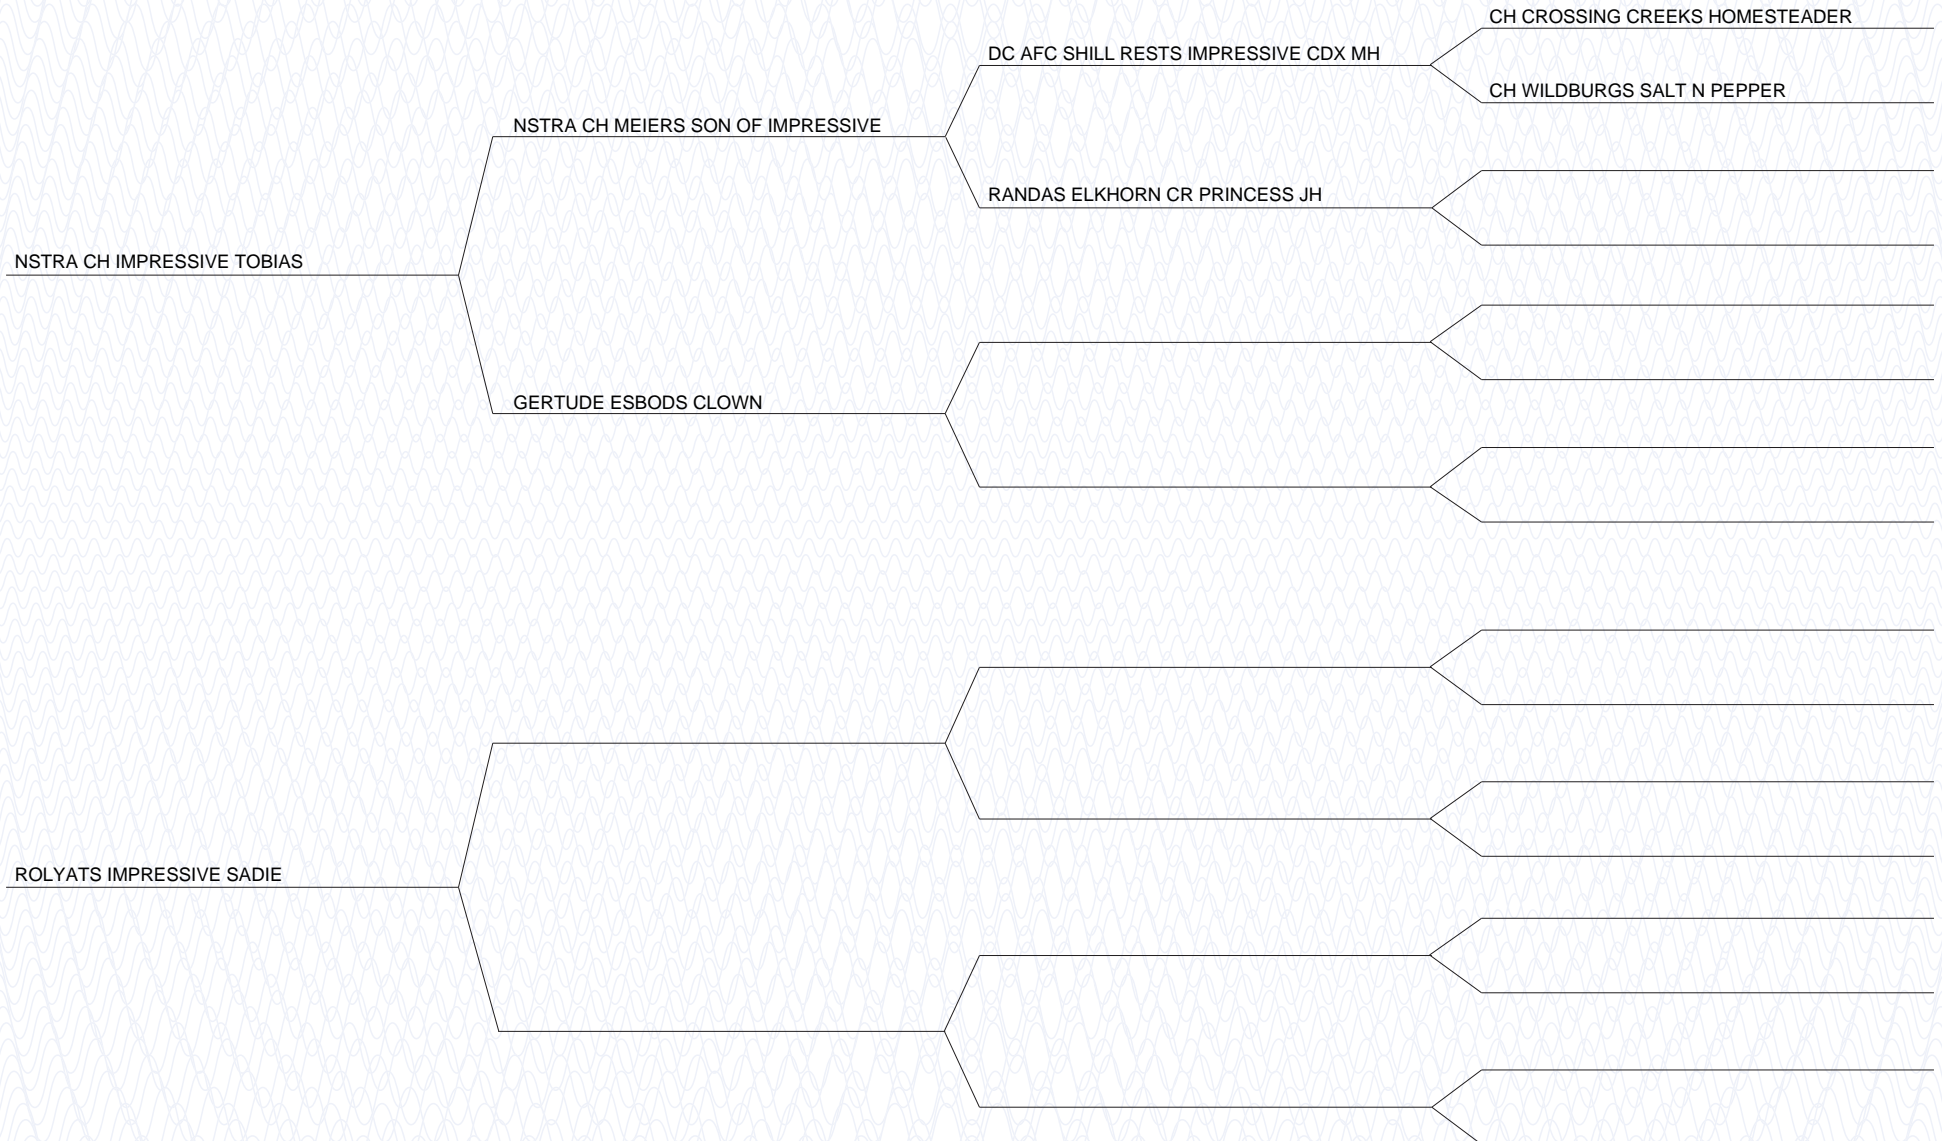 CH CROSSING CREEKS HOMESTEADER
DC AFC SHILL RESTS IMPRESSIVE CDX MH
CH WILDBURGS SALT N PEPPER
NSTRA CH MEIERS SON OF IMPRESSIVE
RANDAS ELKHORN CR PRINCESS JH
NSTRA CH IMPRESSIVE TOBIAS
GERTUDE ESBODS CLOWN
ROLYATS IMPRESSIVE SADIE